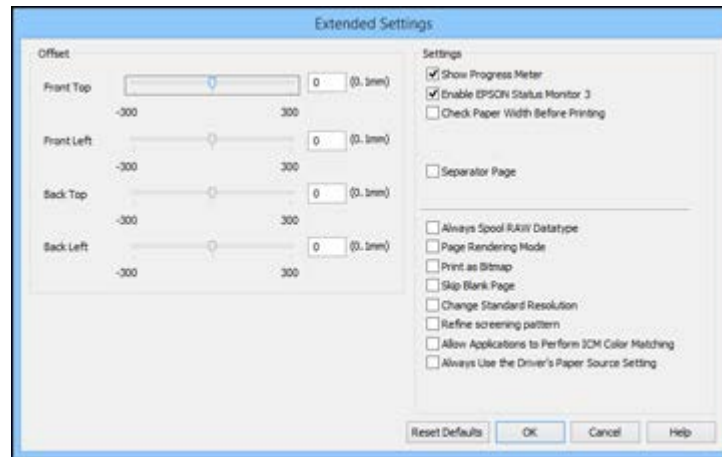 Extended Settings
Offset
Front Top
0
(0.1mm)
-300
300
Front Left
0
(0.1mm)
-300
300
Back Top
0
(0.1mm)
-300
300
Back Left
0
(0.1mm)
-300
300
Settings
Show Progress Meter
Enable EPSON Status Monitor 3
Check Paper Width Before Printing
Separator Page
Always Spool RAW Datatype
Page Rendering Mode
Print as Bitmap
Skip Blank Page
Change Standard Resolution
Refine screening pattern
Allow Applications to Perform ICM Color Matching
Always Use the Driver's Paper Source Setting
Reset Defaults
OK
Cancel
Help